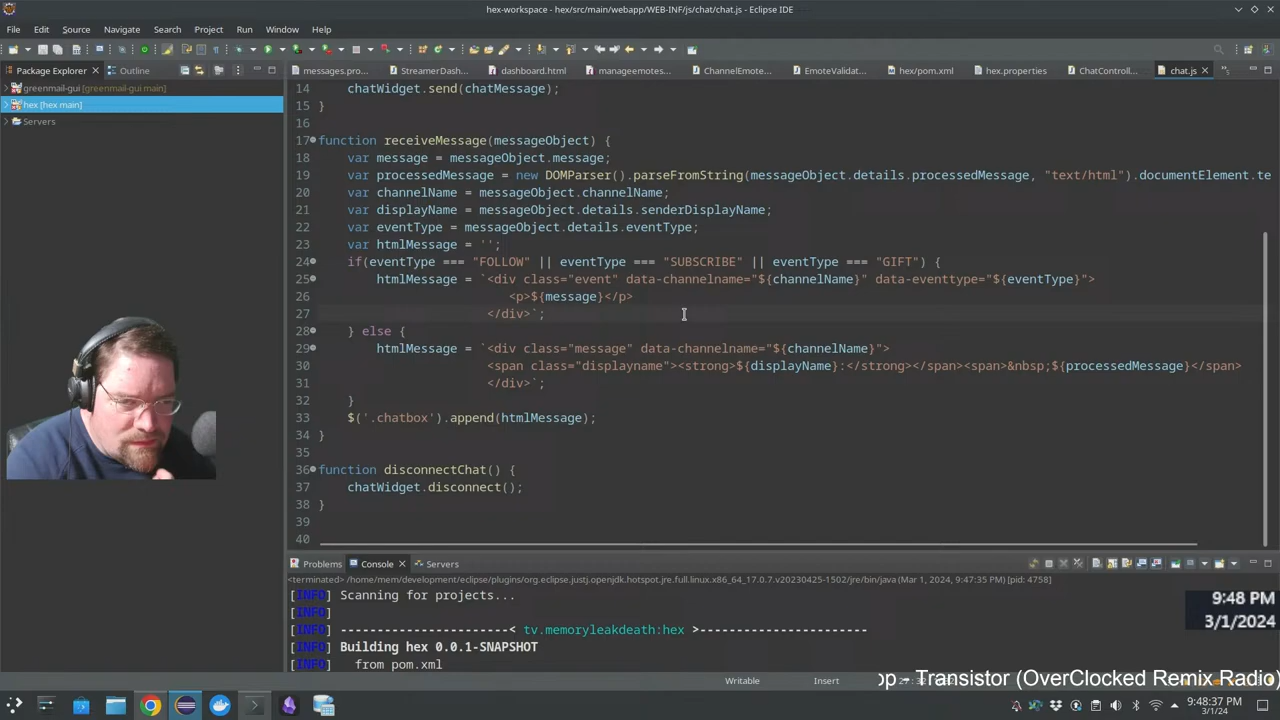 hex-workspace - hex/src/main/webapp/WEB-INF/js/chat/chat.js - Eclipse IDE
File Edit Source Navigate Search Project Run Window Help
Package Explorer Outline
greenmail-gui [greenmail-gui main]
hex [hex main]
Servers
messages.pro... StreamerDash... dashboard.html manageemotes... ChannelEmote... EmoteValidat... hex/pom.xml hex.properties ChatControll... chat.js
14 chatWidget.send(chatMessage);
15 }
16
17 function receiveMessage(messageObject) {
18 var message = messageObject.message;
19 var processedMessage = new DOMParser().parseFromString(messageObject.details.processedMessage, "text/html").documentElement.te
20 var channelName = messageObject.channelName;
21 var displayName = messageObject.details.senderDisplayName;
22 var eventType = messageObject.details.eventType;
23 var htmlMessage = '';
24 if(eventType === "FOLLOW" || eventType === "SUBSCRIBE" || eventType === "GIFT") {
25 htmlMessage = `<div class="event" data-channelname="${channelName}" data-eventtype="${eventType}">
26 <p>${message}</p>
27 </div>`;
28 } else {
29 htmlMessage = `<div class="message" data-channelname="${channelName}">
30 <span class="displayname"><strong>${displayName}:</strong></span><span>&nbsp;${processedMessage}</span>
31 </div>`;
32 }
33 $('.chatbox').append(htmlMessage);
34 }
35
36 function disconnectChat() {
37 chatWidget.disconnect();
38 }
39
40
Problems Console Servers
<terminated> /home/mem/development/eclipse/plugins/org.eclipse.justj.openjdk.hotspot.jre.full.linux.x86_64_17.0.7.v20230425-1502/jre/bin/java (Mar 1, 2024, 9:47:35 PM) [pid: 4758]
[INFO] Scanning for projects...
[INFO]
[INFO] ----------------------< tv.memoryleakdeath:hex >-----------------------
[INFO] Building hex 0.0.1-SNAPSHOT
[INFO] from pom.xml
9:48 PM
3/1/2024
Writable Insert
op - Transistor (OverClocked Remix Radio)
9:48:37 PM
3/1/24